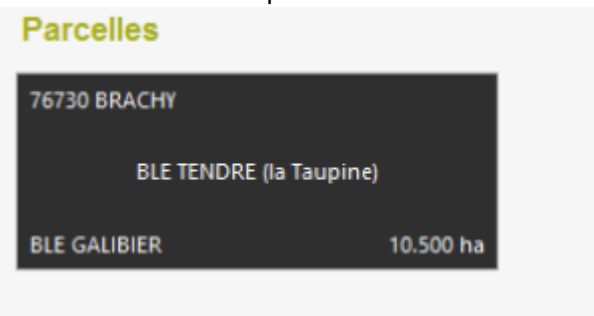 Parcelles
76730 BRACHY
BLE TENDRE (la Taupine)
BLE GALIBIER 10.500 ha